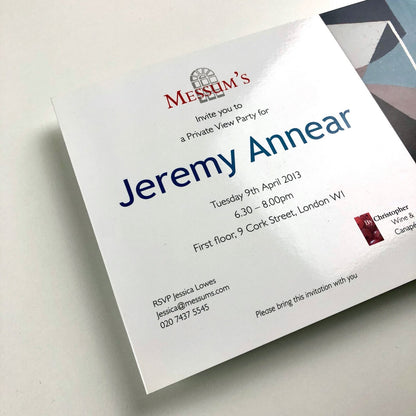 MESSUM'S
Invite you to
a Private View Party for
Jeremy Annear
Tuesday 9th April 2013
6.30 – 8.00pm
First floor, 9 Cork Street, London W1
Christopher
Wine &
Canapé
RSVP Jessica Lowes
Jessica@messums.com
020 7437 5545
Please bring this invitation with you